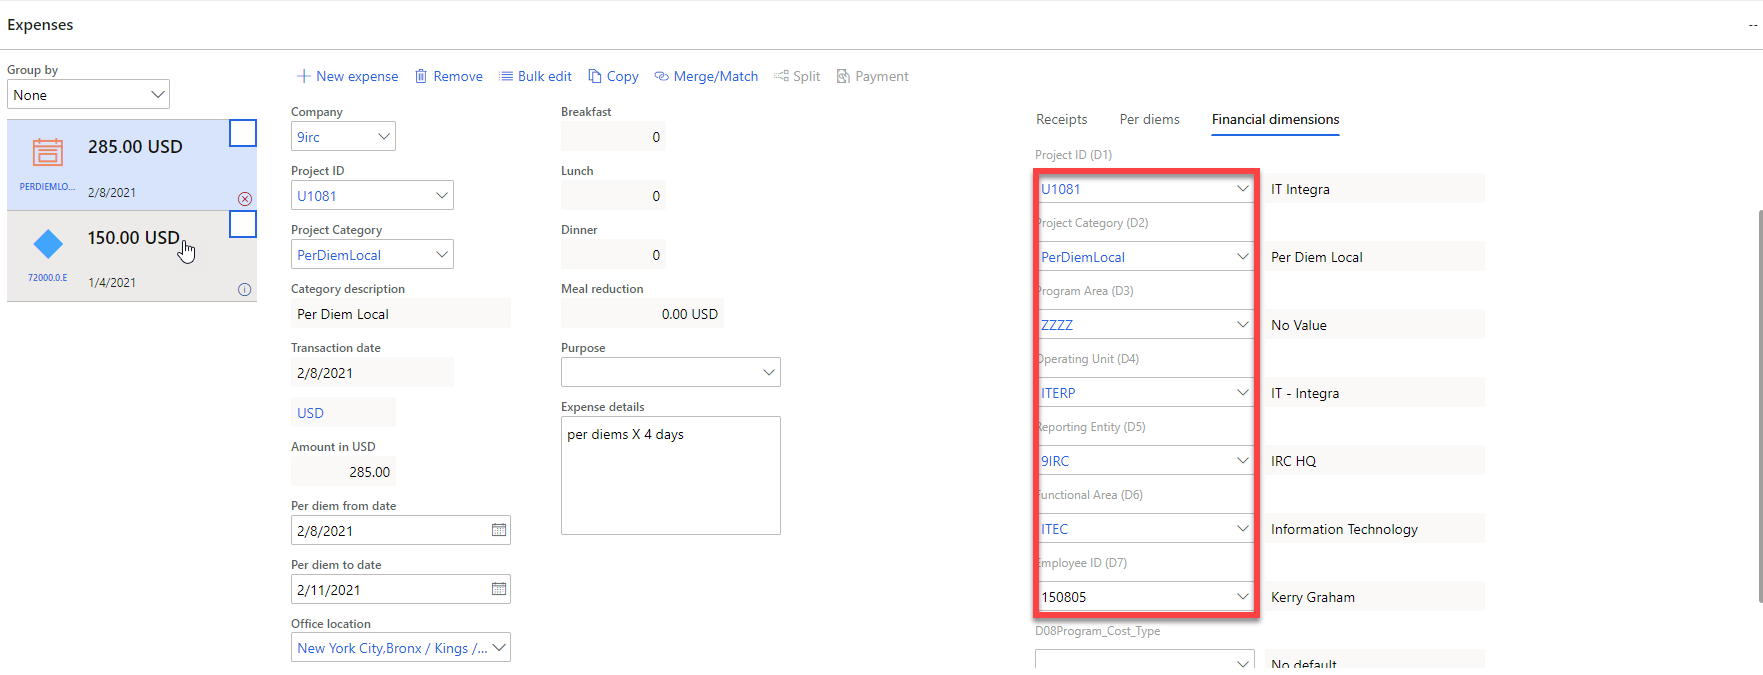 Expenses
--
Group by
None
285.00 USD
PERDIEMLO...
2/8/2021
150.00 USD
72000.0.E
1/4/2021
New expense
Remove
Bulk edit
Copy
Merge/Match
Split
Payment
Company
9irc
Project ID
U1081
Project Category
PerDiemLocal
Category description
Per Diem Local
Transaction date
2/8/2021
USD
Amount in USD
285.00
Per diem from date
2/8/2021
Per diem to date
2/11/2021
Office location
New York City,Bronx / Kings /...
Breakfast
0
Lunch
0
Dinner
0
Meal reduction
0.00 USD
Purpose
Expense details
per diems X 4 days
Receipts
Per diems
Financial dimensions
Project ID (D1)
U1081
IT Integra
Project Category (D2)
PerDiemLocal
Per Diem Local
Program Area (D3)
ZZZZ
No Value
Operating Unit (D4)
ITERP
IT - Integra
Reporting Entity (D5)
9IRC
IRC HQ
Functional Area (D6)
ITEC
Information Technology
Employee ID (D7)
150805
Kerry Graham
D08Program_Cost_Type
No default